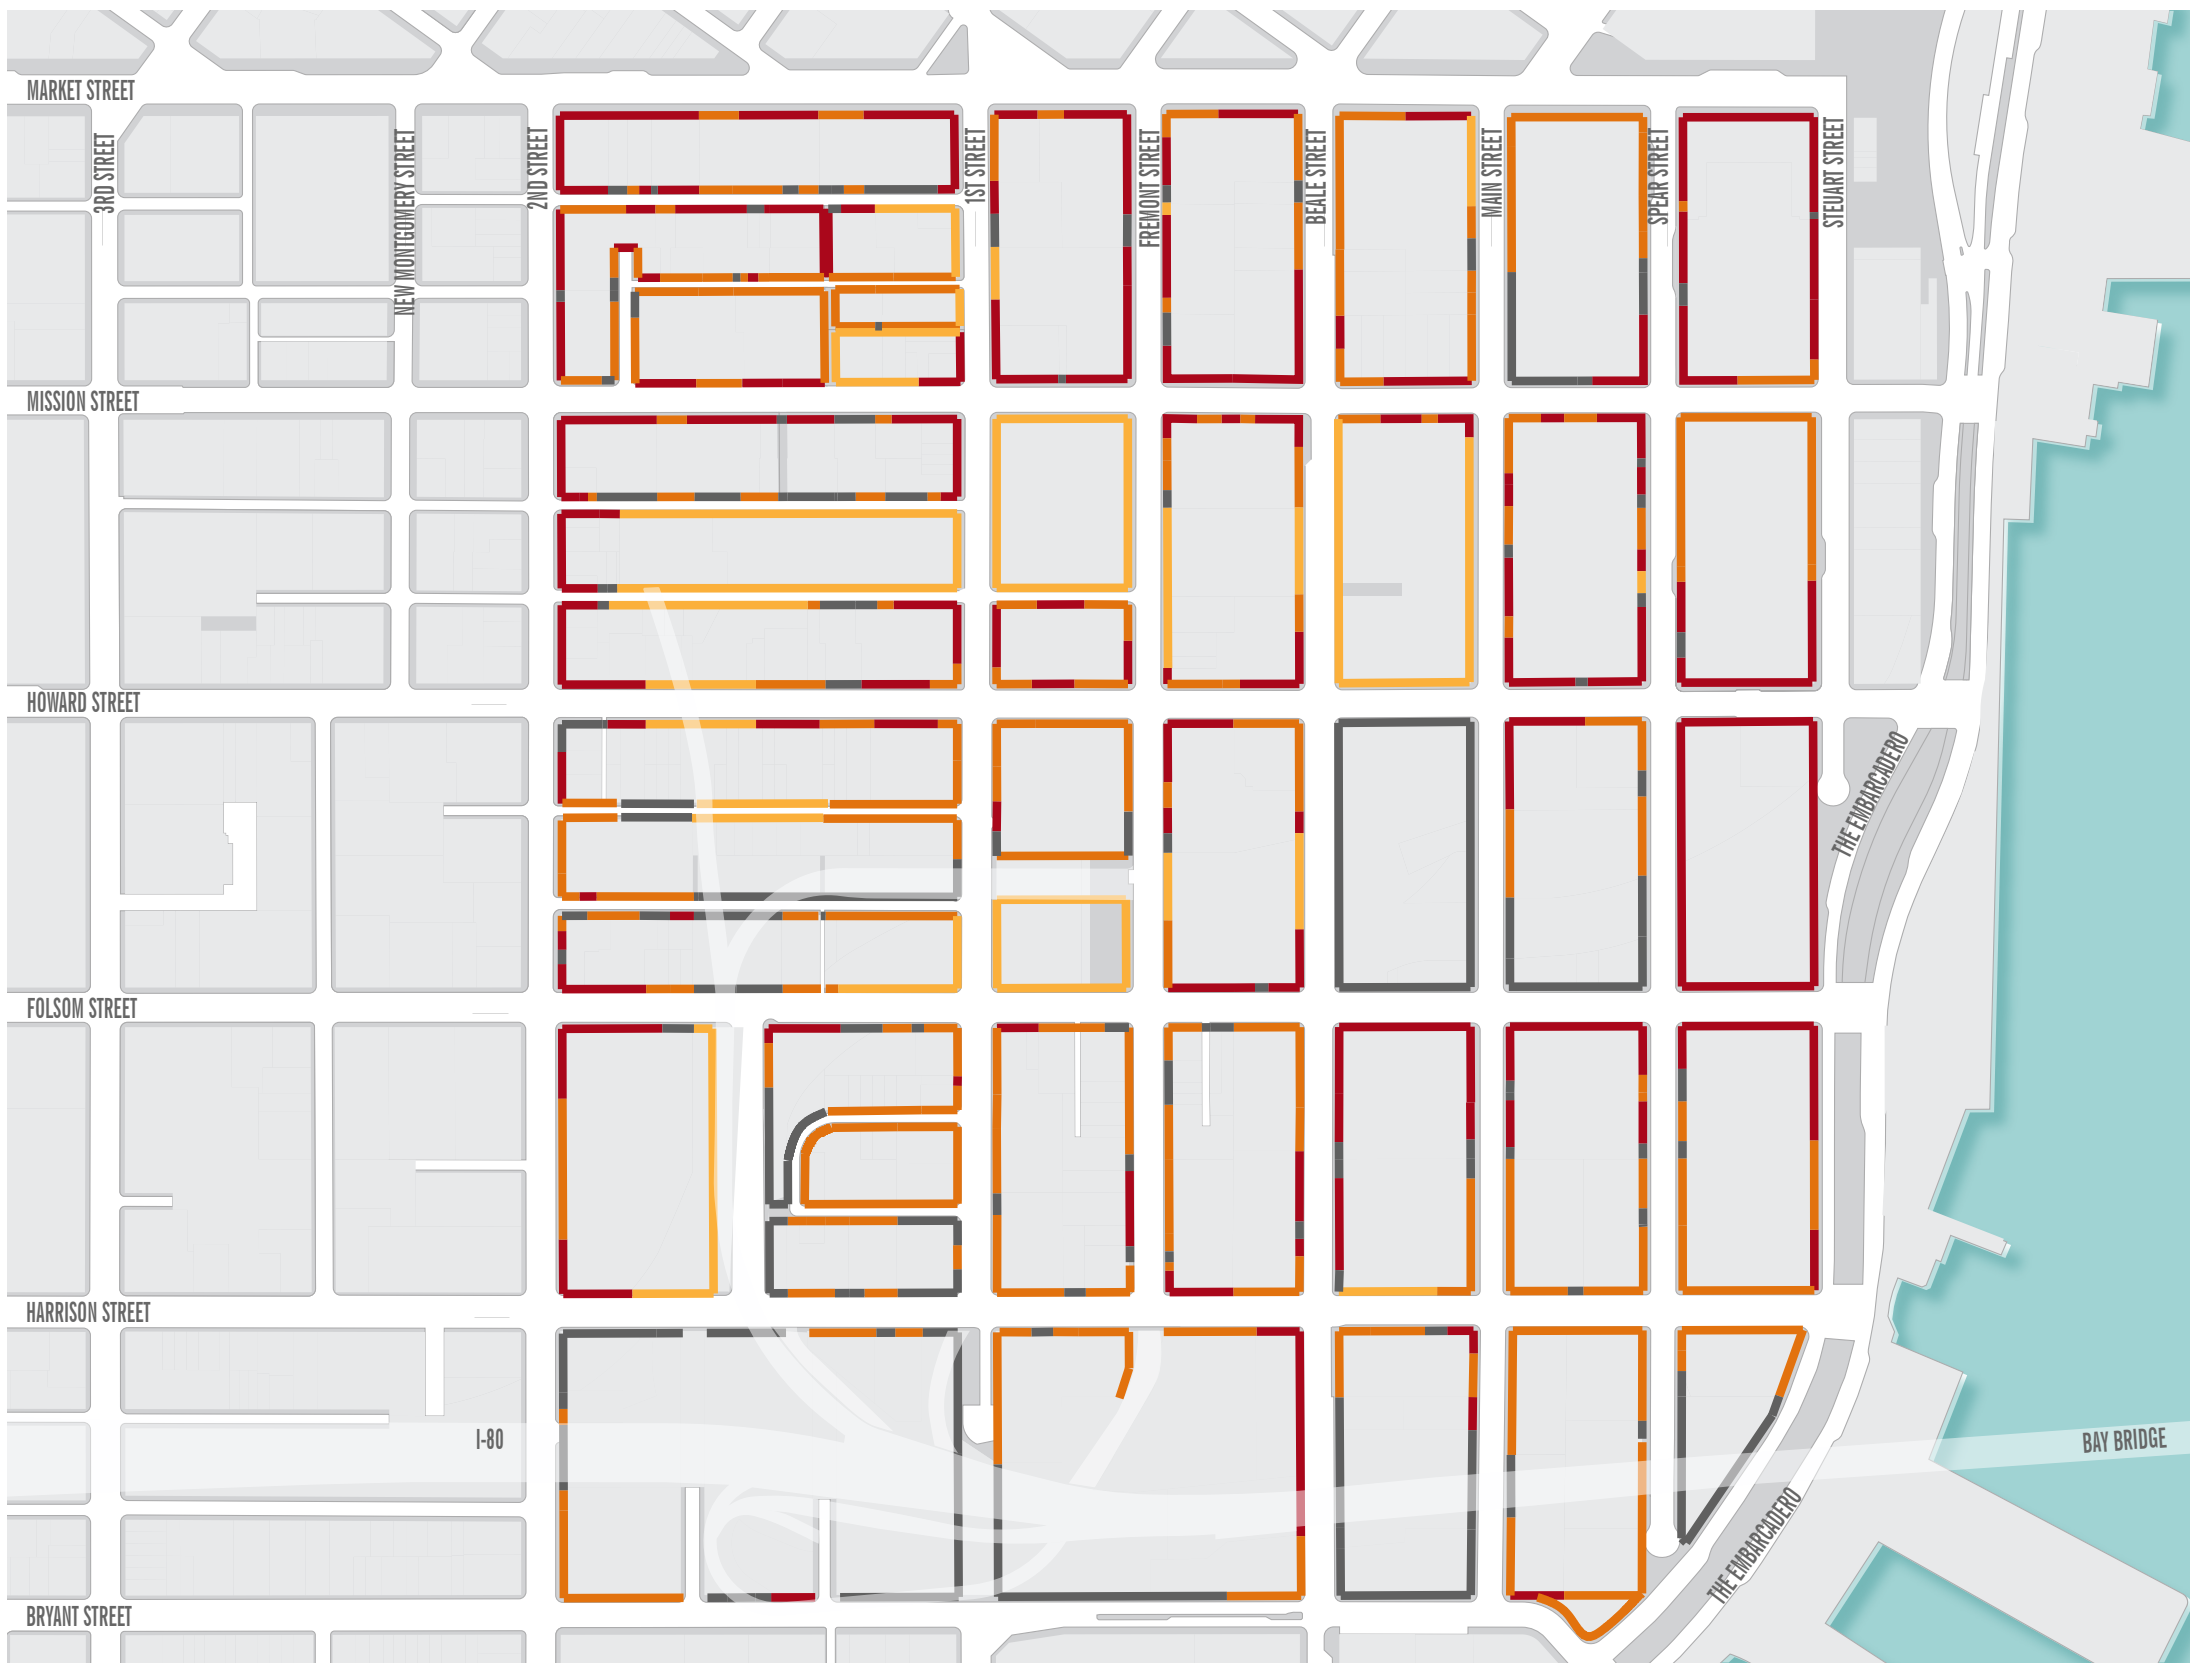 MARKET STREET
3RD STREET
NEW MONTGOMERY STREET
2ND STREET
1ST STREET
FREMONT STREET
BEALE STREET
MAIN STREET
SPEAR STREET
STEUART STREET
MISSION STREET
HOWARD STREET
THE EMBARCADERO
FOLSOM STREET
HARRISON STREET
I-80
BAY BRIDGE
THE EMBARCADERO
BRYANT STREET